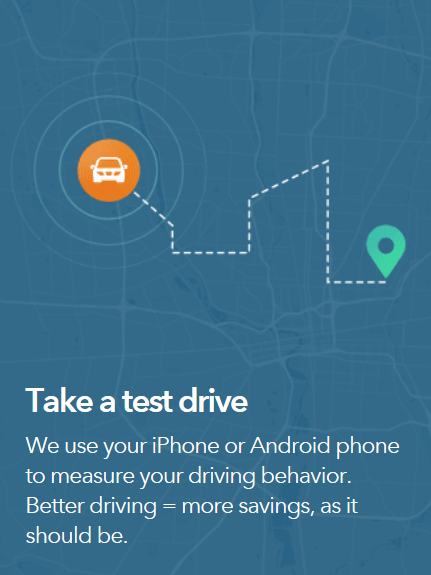 Take a test drive
We use your iPhone or Android phone
to measure your driving behavior.
Better driving = more savings, as it
should be.